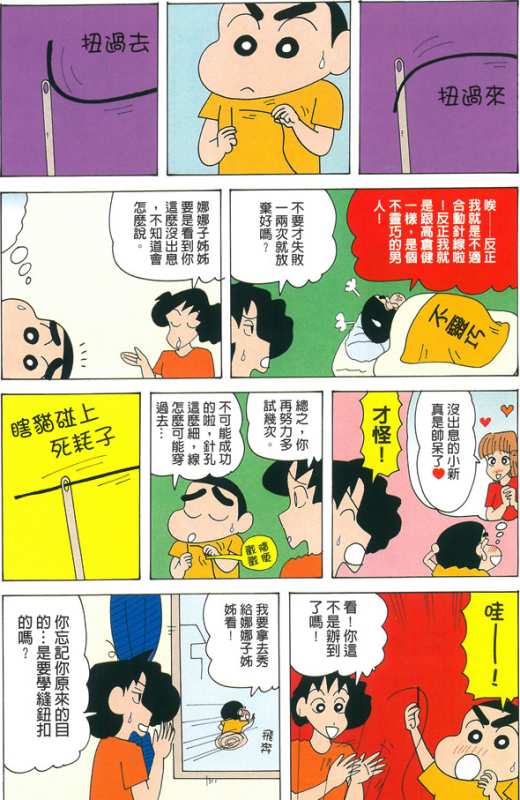 扭過來
扭過去
唉──反正
我就是不適
合動針線啦
！反正我就
是跟高倉健
一樣，是個
不靈巧的男
人！
不靈巧
不要才失敗
一兩次就放
棄好嗎？
娜娜子姊姊
要是看到你
這麼沒出息
，不知道會
怎麼說。
沒出息的小新
真是帥呆了♥
才怪！
總之，你
再努力多
試幾次。
不可能成功
的啦，針孔
這麼細，線
怎麼可能穿
過去…
戳戳
瞎貓碰上
死耗子
哇──！
看！你這
不是辦到
了嗎！
我要拿去秀
給娜娜子姊
姊看！
飛奔
你忘記你原來的目
的…是要學縫鈕扣
的嗎？